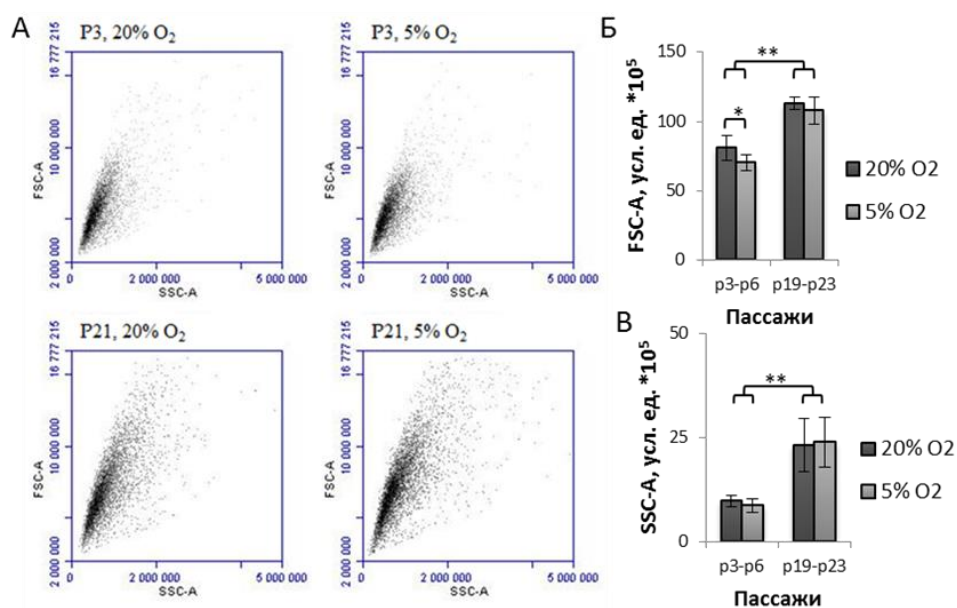 А
P3, 20% O₂
16 777 215
10 000 000
2 000 000
FSC-A
0
2 000 000
5 000 000
SSC-A
P3, 5% O₂
16 777 215
10 000 000
2 000 000
FSC-A
0
2 000 000
5 000 000
SSC-A
P21, 20% O₂
16 777 215
10 000 000
2 000 000
FSC-A
0
2 000 000
5 000 000
SSC-A
P21, 5% O₂
16 777 215
10 000 000
2 000 000
FSC-A
0
2 000 000
5 000 000
SSC-A
Б
FSC-A, усл. ед. *10⁵
150
100
50
0
**
*
p3-p6
p19-p23
Пассажи
20% O2
5% O2
В
SSC-A, усл. ед. *10⁵
50
25
0
**
p3-p6
p19-p23
Пассажи
20% O2
5% O2